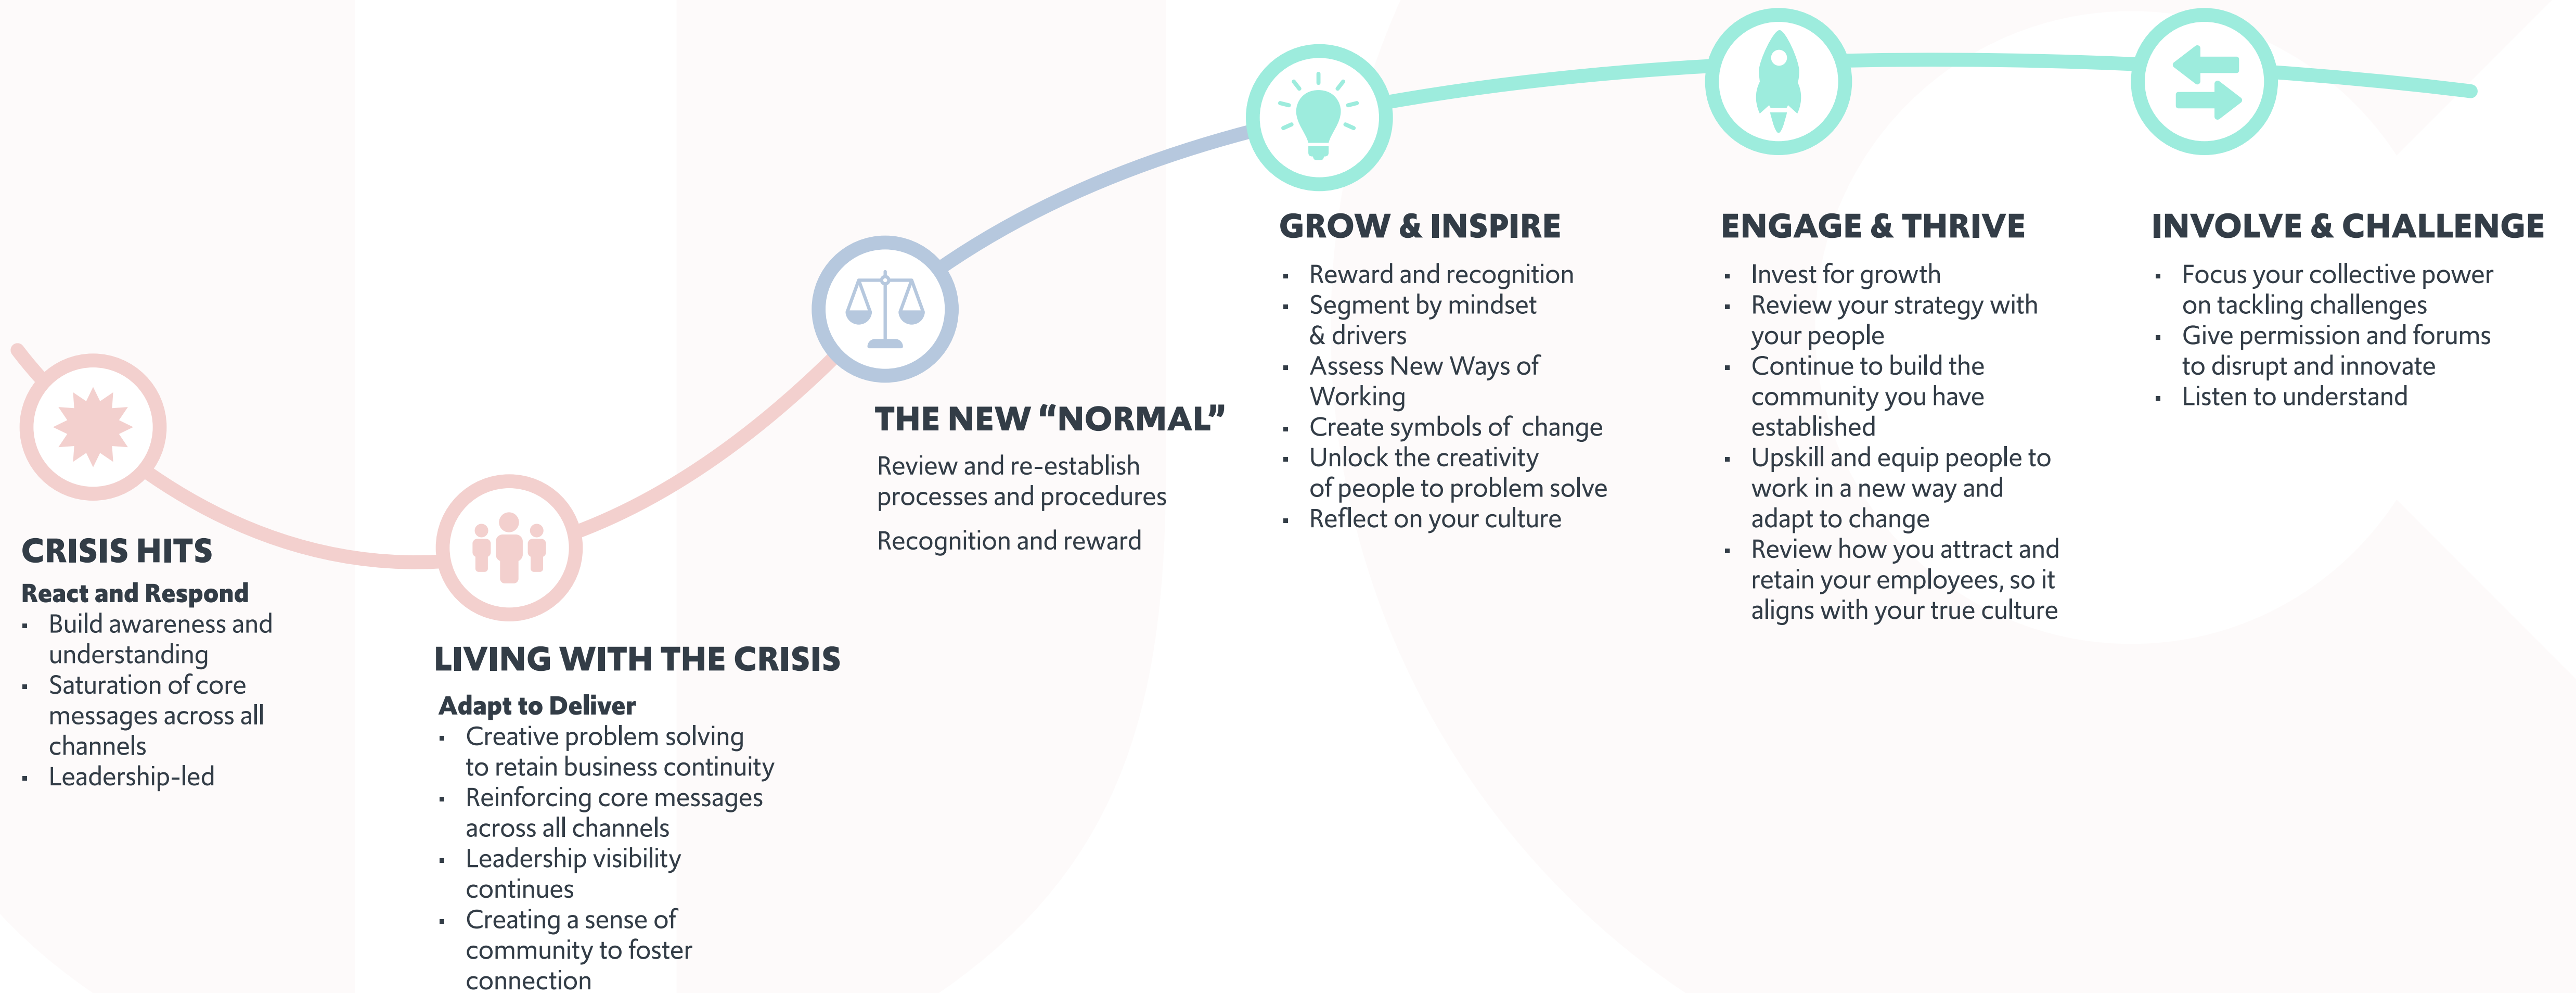 CRISIS HITS
React and Respond
▪ Build awareness and
understanding
▪ Saturation of core
messages across all
channels
▪ Leadership-led
LIVING WITH THE CRISIS
Adapt to Deliver
▪ Creative problem solving
to retain business continuity
▪ Reinforcing core messages
across all channels
▪ Leadership visibility
continues
▪ Creating a sense of
community to foster
connection
THE NEW “NORMAL”
Review and re-establish
processes and procedures
Recognition and reward
GROW & INSPIRE
▪ Reward and recognition
▪ Segment by mindset
& drivers
▪ Assess New Ways of
Working
▪ Create symbols of change
▪ Unlock the creativity
of people to problem solve
▪ Reflect on your culture
ENGAGE & THRIVE
▪ Invest for growth
▪ Review your strategy with
your people
▪ Continue to build the
community you have
established
▪ Upskill and equip people to
work in a new way and
adapt to change
▪ Review how you attract and
retain your employees, so it
aligns with your true culture
INVOLVE & CHALLENGE
▪ Focus your collective power
on tackling challenges
▪ Give permission and forums
to disrupt and innovate
▪ Listen to understand